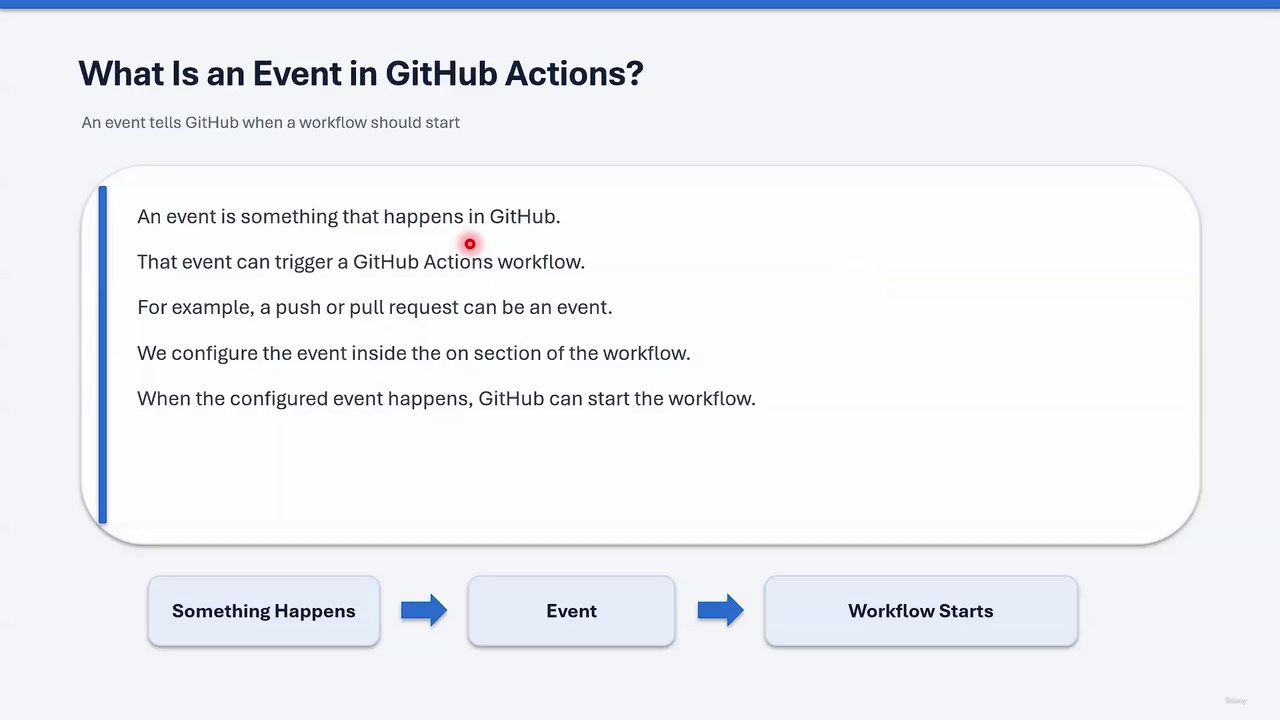 What Is an Event in GitHub Actions?
An event tells GitHub when a workflow should start
An event is something that happens in GitHub.
That event can trigger a GitHub Actions workflow.
For example, a push or pull request can be an event.
We configure the event inside the on section of the workflow.
When the configured event happens, GitHub can start the workflow.
Something Happens
Event
Workflow Starts